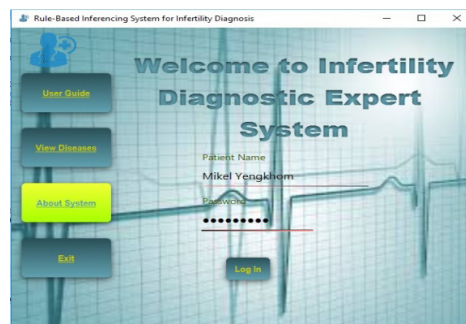 Rule-Based Inferencing System for Infertility Diagnosis
Welcome to Infertility
Diagnostic Expert
System
User Guide
View Diseases
About System
Exit
Patient Name
Mikel Yengkhom
Password
•••••••••
Log In